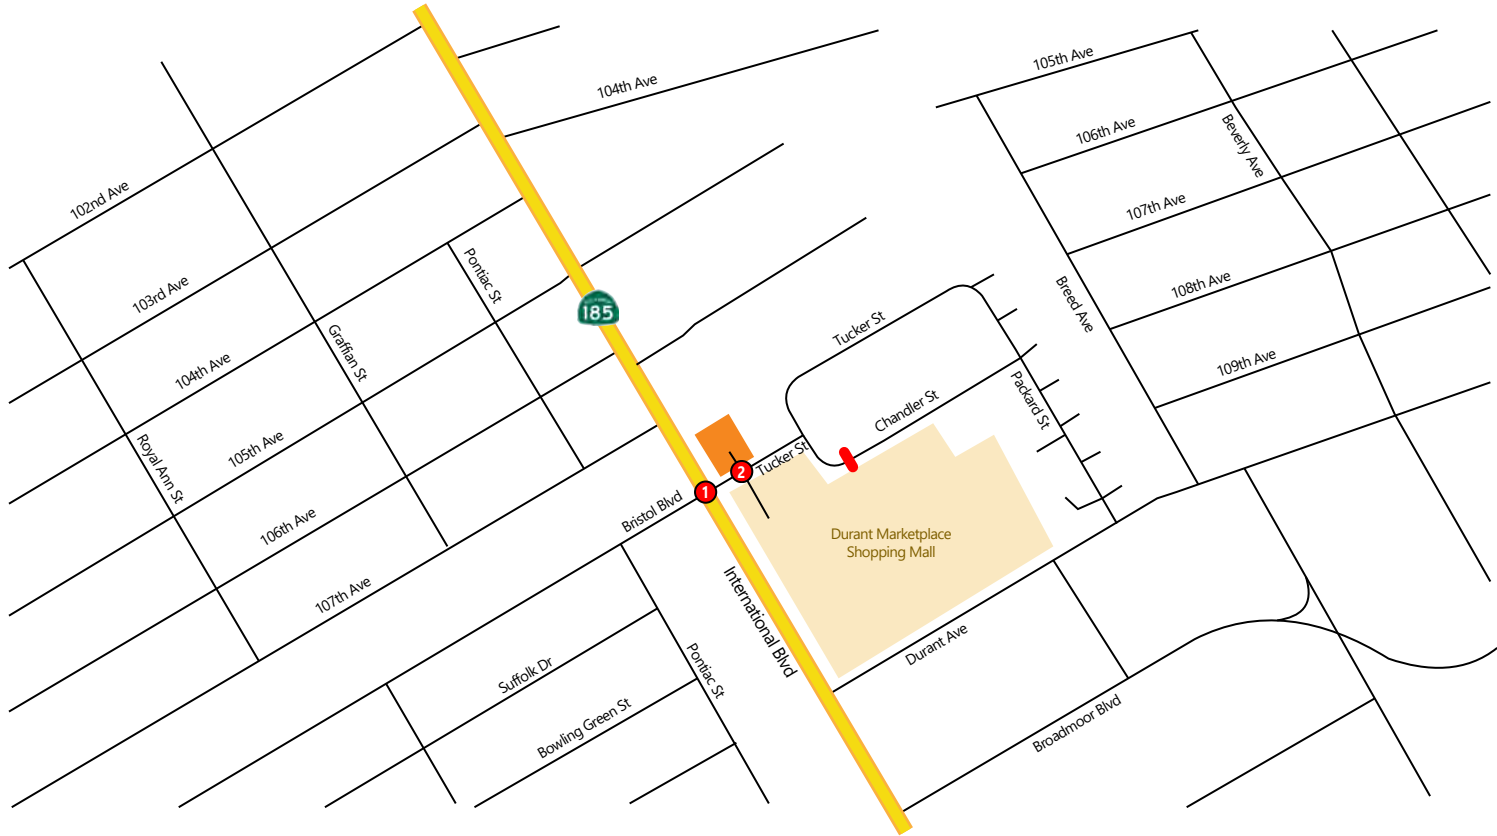 105th Ave
104th Ave
106th Ave
Beverly Ave
102nd Ave
107th Ave
Pontiac St
103rd Ave
108th Ave
185
Breed Ave
Tucker St
Graffian St
104th Ave
109th Ave
Packard St
Chandler St
105th Ave
Royal Ann St
Tucker St
2
1
Bristol Blvd
106th Ave
Durant Marketplace
Shopping Mall
107th Ave
International Blvd
Durant Ave
Suffolk Dr
Pontiac St
Bowling Green St
Broadmoor Blvd